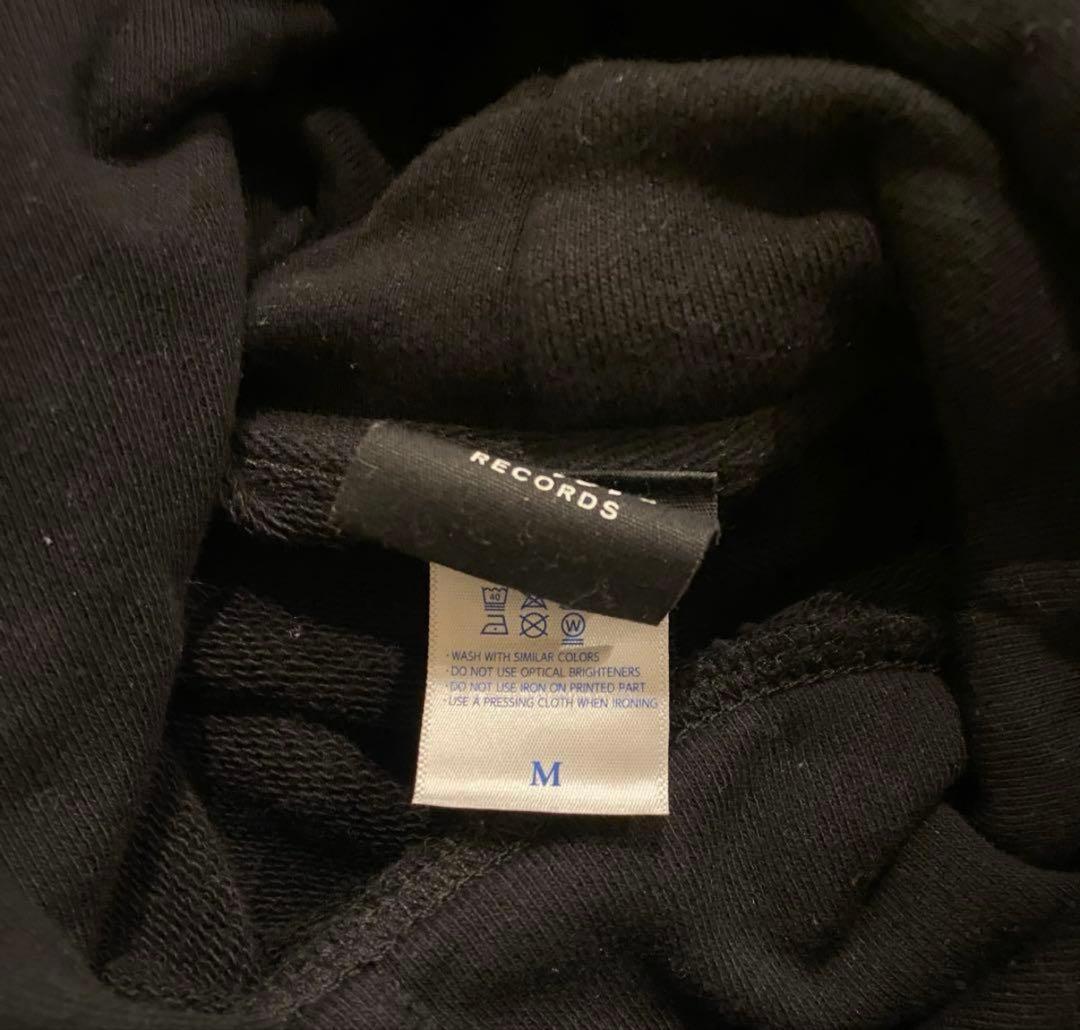 RECORDS
40
W
· WASH WITH SIMILAR COLORS
· DO NOT USE OPTICAL BRIGHTENERS
· DO NOT USE IRON ON PRINTED PART
· USE A PRESSING CLOTH WHEN IRONING
M